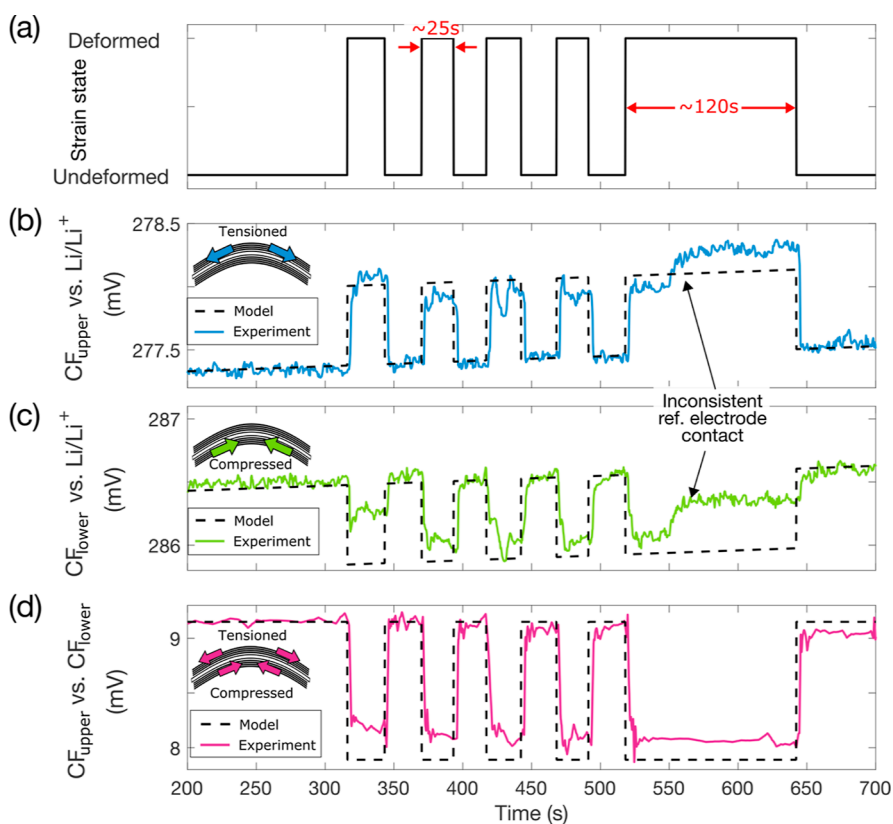 (a)
Deformed
Strain state
Undeformed
~25s
~120s
(b)
CF_upper vs. Li/Li⁺
(mV)
278.5
277.5
Tensioned
Model
Experiment
Inconsistent
ref. electrode
contact
(c)
CF_lower vs. Li/Li⁺
(mV)
287
286
Compressed
Model
Experiment
(d)
CF_upper vs. CF_lower
(mV)
9
8
Tensioned
Compressed
Model
Experiment
200 250 300 350 400 450 500 550 600 650 700
Time (s)